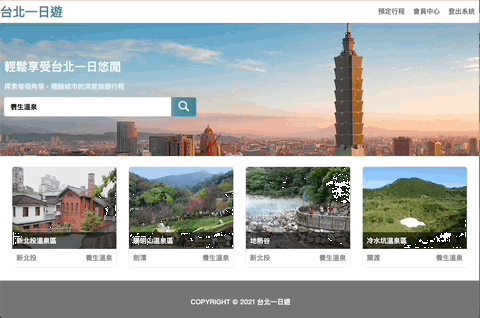 台北一日遊
預定行程 會員中心 登出系統
輕鬆享受台北一日悠閒
探索每個角落、體驗城市的深度旅遊行程
養生溫泉
新北投溫泉區
新北投 養生溫泉
陽明山溫泉區
劍潭 養生溫泉
地熱谷
新北投 養生溫泉
冷水坑溫泉區
關渡 養生溫泉
COPYRIGHT © 2021 台北一日遊